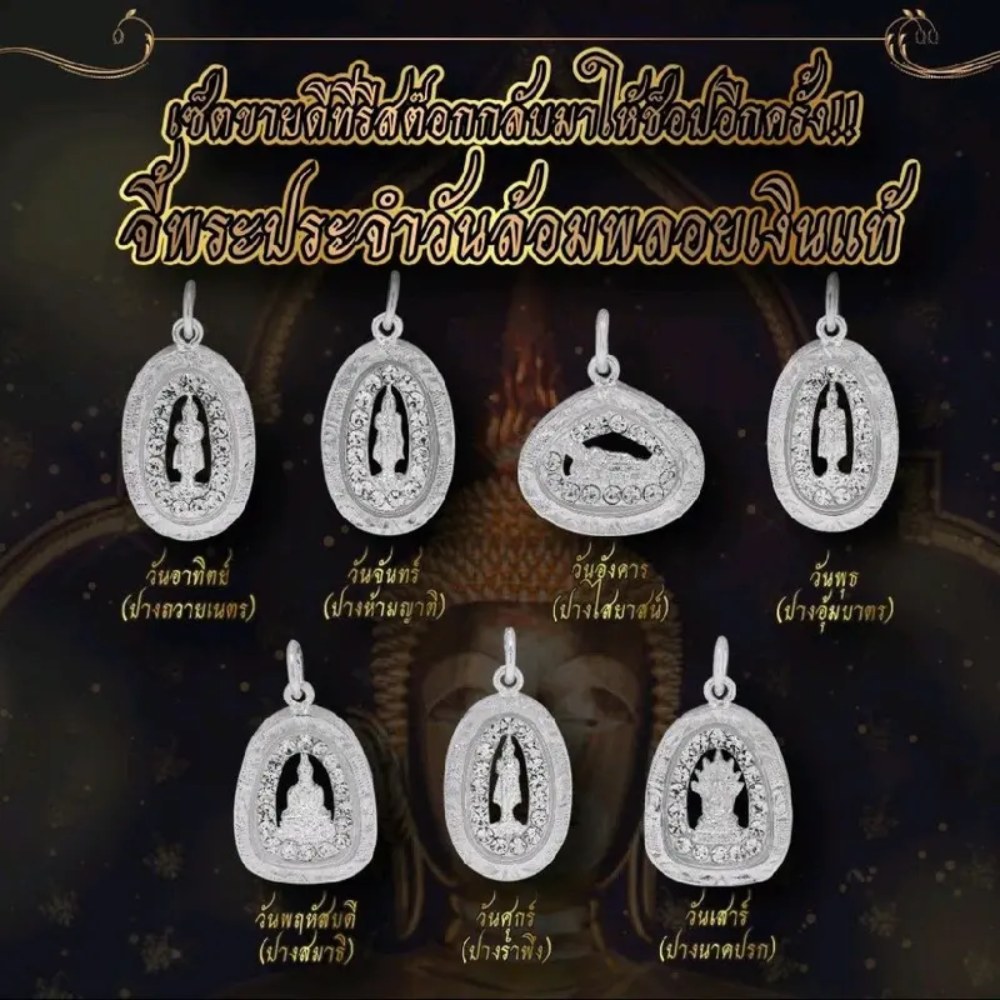 เซ็ตขายดีที่รีสต๊อกกลับมาให้ช็อปอีกครั้ง!!
จี้พระประจำวันล้อมพลอยเงินแท้
วันอาทิตย์
(ปางถวายเนตร)
วันจันทร์
(ปางห้ามญาติ)
วันอังคาร
(ปางไสยาสน์)
วันพุธ
(ปางอุ้มบาตร)
วันพฤหัสบดี
(ปางสมาธิ)
วันศุกร์
(ปางรำพึง)
วันเสาร์
(ปางนาคปรก)